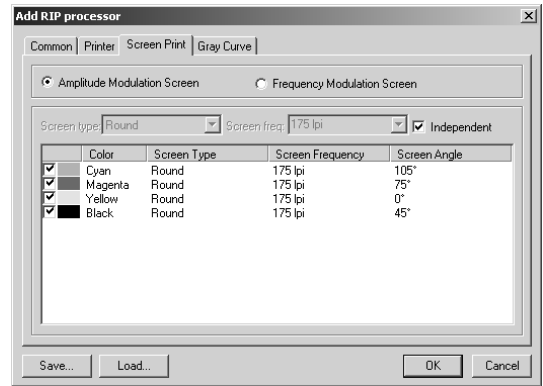 Add RIP processor
Common Printer Screen Print Gray Curve
Amplitude Modulation Screen Frequency Modulation Screen
Screen type: Round Screen freq: 175 lpi Independent
Color Screen Type Screen Frequency Screen Angle
Cyan Round 175 lpi 105°
Magenta Round 175 lpi 75°
Yellow Round 175 lpi 0°
Black Round 175 lpi 45°
Save... Load... OK Cancel